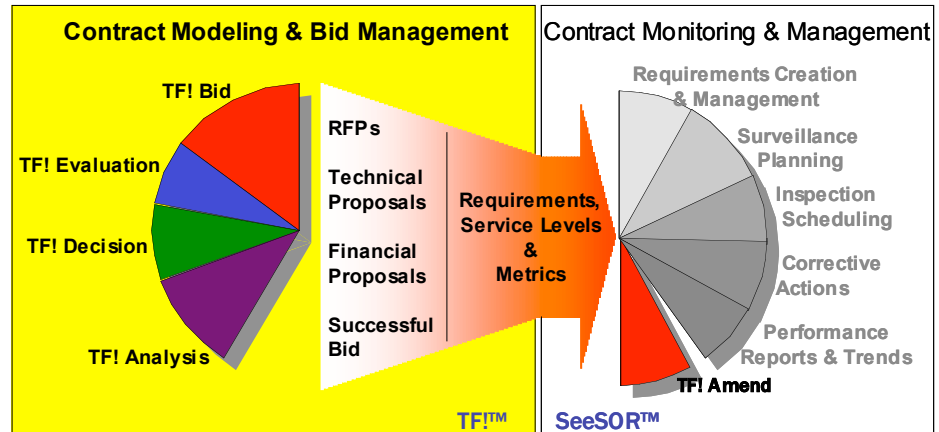 Contract Modeling & Bid Management
TF! Bid
TF! Evaluation
TF! Decision
TF! Analysis
RFPs
Technical
Proposals
Financial
Proposals
Successful
Bid
Requirements,
Service Levels
&
Metrics
TF!™
Contract Monitoring & Management
Requirements Creation
& Management
Surveillance
Planning
Inspection
Scheduling
Corrective
Actions
Performance
Reports & Trends
TF! Amend
SeeSOR™